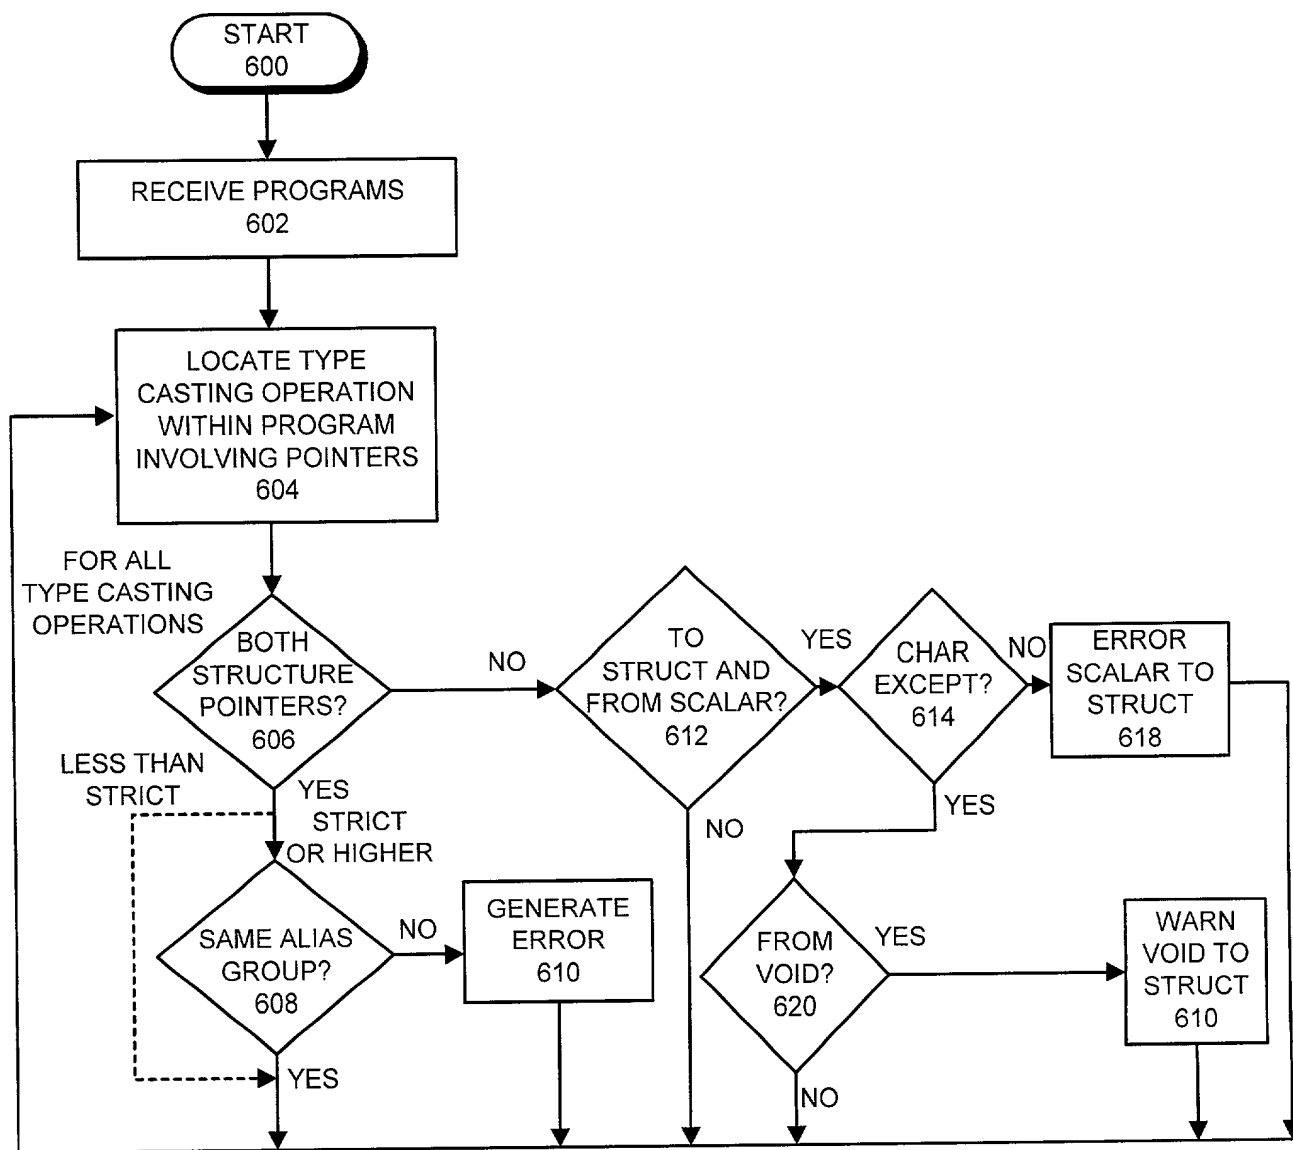 START
600
RECEIVE PROGRAMS
602
LOCATE TYPE
CASTING OPERATION
WITHIN PROGRAM
INVOLVING POINTERS
604
FOR ALL
TYPE CASTING
OPERATIONS
BOTH
STRUCTURE
POINTERS?
606
NO
TO
STRUCT AND
FROM SCALAR?
612
YES
CHAR
EXCEPT?
614
NO
ERROR
SCALAR TO
STRUCT
618
LESS THAN
STRICT
YES
STRICT
OR HIGHER
NO
YES
SAME ALIAS
GROUP?
608
NO
GENERATE
ERROR
610
FROM
VOID?
620
YES
WARN
VOID TO
STRUCT
610
YES
NO